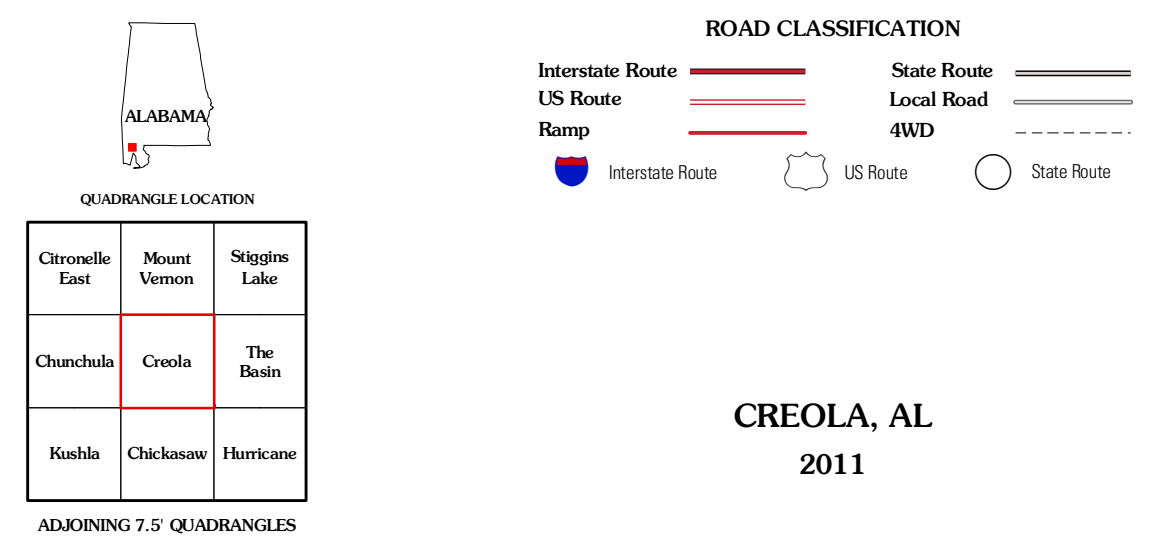 ALABAMA
QUADRANGLE LOCATION
Citronelle
East
Mount
Vernon
Stiggins
Lake
Chunchula
Creola
The
Basin
Kushla
Chickasaw
Hurricane
ADJOINING 7.5' QUADRANGLES
ROAD CLASSIFICATION
Interstate Route
State Route
US Route
Local Road
Ramp
4WD
Interstate Route
US Route
State Route
CREOLA, AL
2011